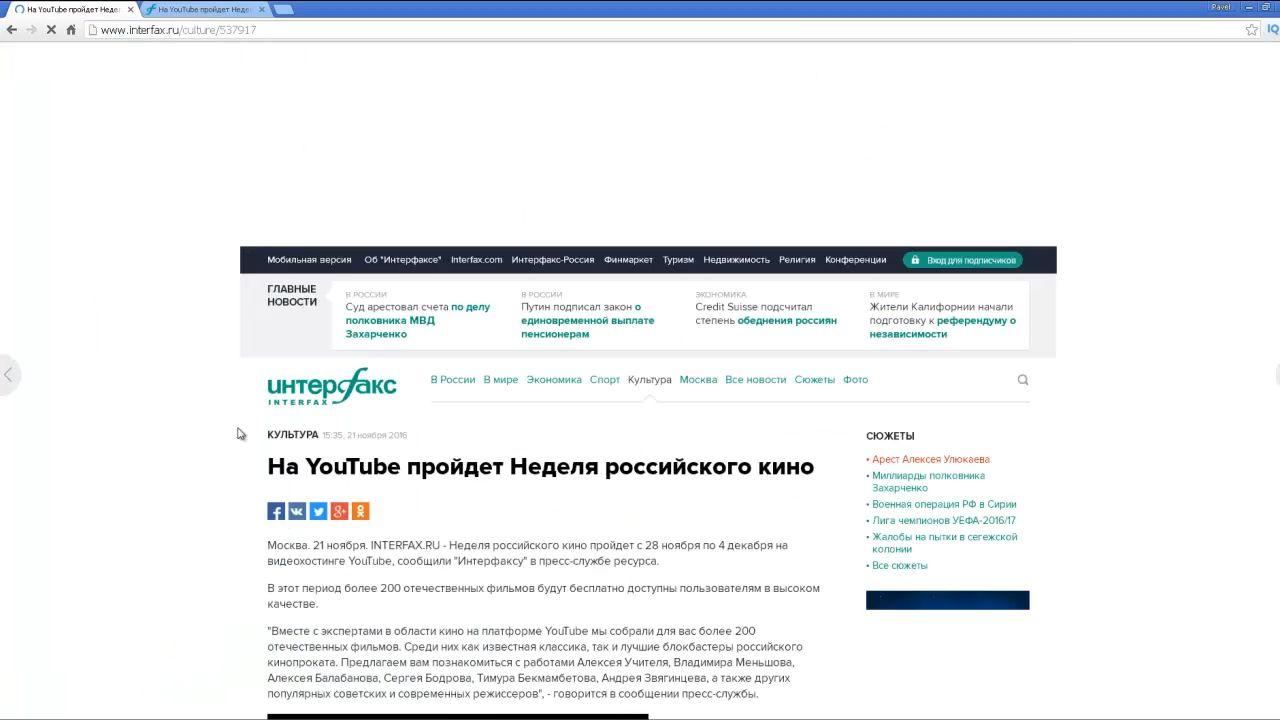 На YouTube пройдет Неде
На YouTube пройдет Неде
Pavel
www.interfax.ru/culture/537917
IQ
Мобильная версия Об "Интерфаксе" Interfax.com Интерфакс-Россия Финмаркет Туризм Недвижимость Религия Конференции Вход для подписчиков
ГЛАВНЫЕ
НОВОСТИ
В РОССИИ
Суд арестовал счета по делу
полковника МВД
Захарченко
В РОССИИ
Путин подписал закон о
единовременной выплате
пенсионерам
ЭКОНОМИКА
Credit Suisse подсчитал
степень обеднения россиян
В МИРЕ
Жители Калифорнии начали
подготовку к референдуму о
независимости
интерфакс
INTERFAX
В России В мире Экономика Спорт Культура Москва Все новости Сюжеты Фото
КУЛЬТУРА 15:35, 21 ноября 2016
На YouTube пройдет Неделя российского кино
Москва. 21 ноября. INTERFAX.RU - Неделя российского кино пройдет с 28 ноября по 4 декабря на
видеохостинге YouTube, сообщили "Интерфаксу" в пресс-службе ресурса.
В этот период более 200 отечественных фильмов будут бесплатно доступны пользователям в высоком
качестве.
"Вместе с экспертами в области кино на платформе YouTube мы собрали для вас более 200
отечественных фильмов. Среди них как известная классика, так и лучшие блокбастеры российского
кинопроката. Предлагаем вам познакомиться с работами Алексея Учителя, Владимира Меньшова,
Алексея Балабанова, Сергея Бодрова, Тимура Бекмамбетова, Андрея Звягинцева, а также других
популярных советских и современных режиссеров", - говорится в сообщении пресс-службы.
СЮЖЕТЫ
• Арест Алексея Улюкаева
• Миллиарды полковника
Захарченко
• Военная операция РФ в Сирии
• Лига чемпионов УЕФА-2016/17
• Жалобы на пытки в сегежской
колонии
• Все сюжеты